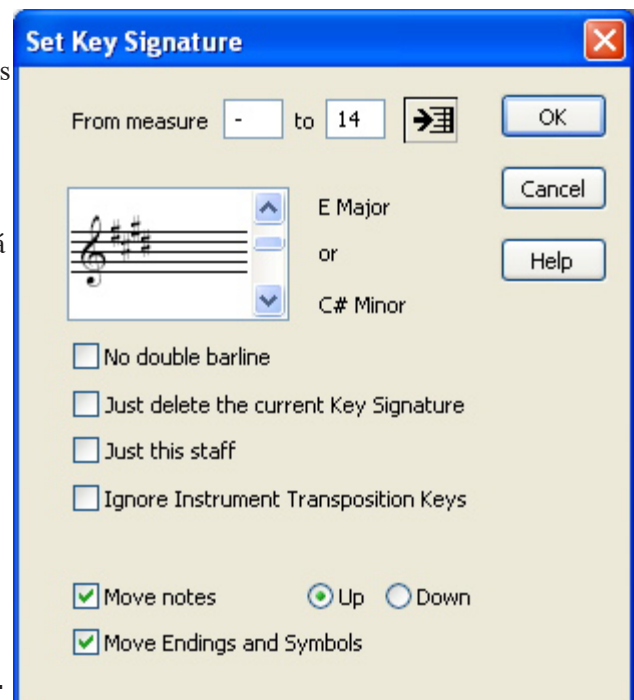 Set Key Signature
s
From measure - to 14
OK
Cancel
E Major
á
or
Help
C# Minor
No double barline
Just delete the current Key Signature
Just this staff
Ignore Instrument Transposition Keys
Move notes Up Down
Move Endings and Symbols